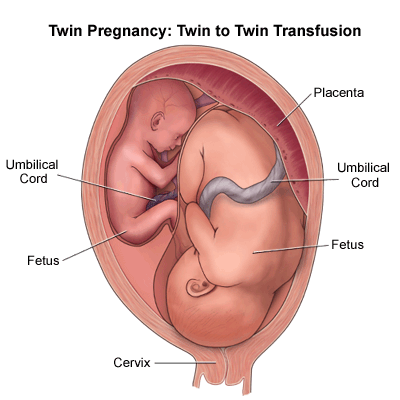 Twin Pregnancy: Twin to Twin Transfusion
Placenta
Umbilical
Cord
Umbilical
Cord
Fetus
Fetus
Cervix